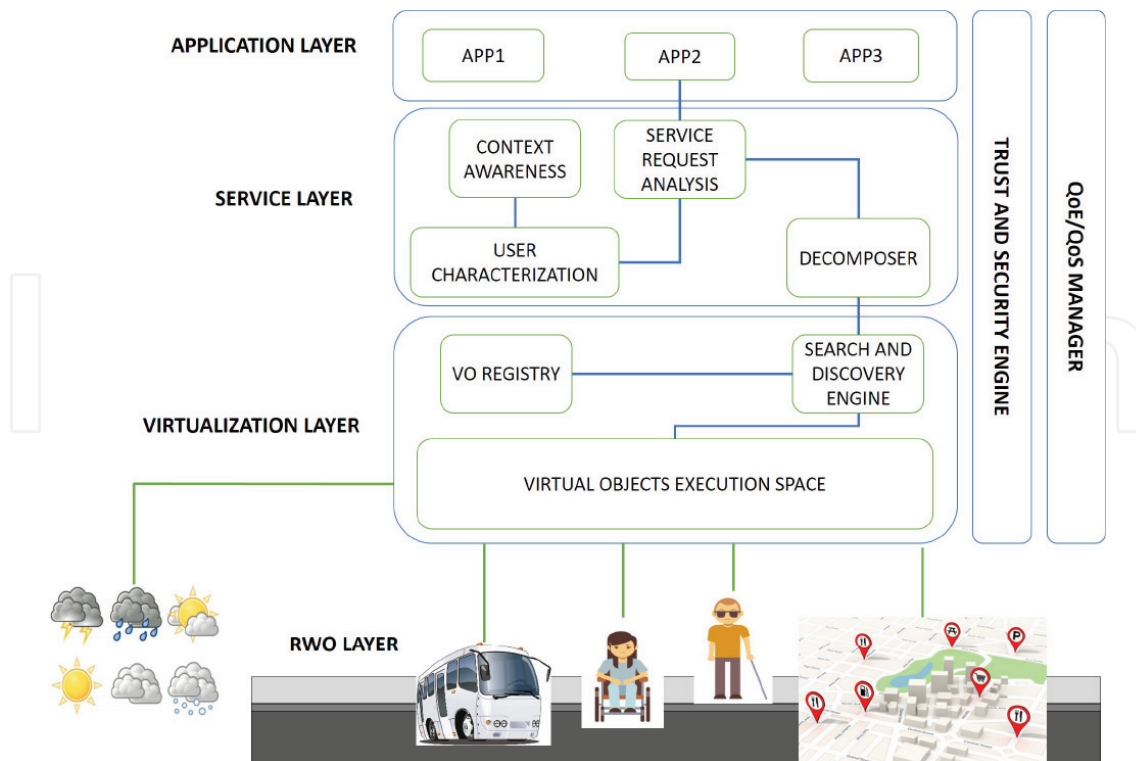 APPLICATION LAYER
APP1
APP2
APP3
SERVICE LAYER
CONTEXT
AWARENESS
SERVICE
REQUEST
ANALYSIS
USER
CHARACTERIZATION
DECOMPOSER
VIRTUALIZATION LAYER
VO REGISTRY
SEARCH AND
DISCOVERY
ENGINE
VIRTUAL OBJECTS EXECUTION SPACE
RWO LAYER
P
TRUST AND SECURITY ENGINE
QoE/QoS MANAGER